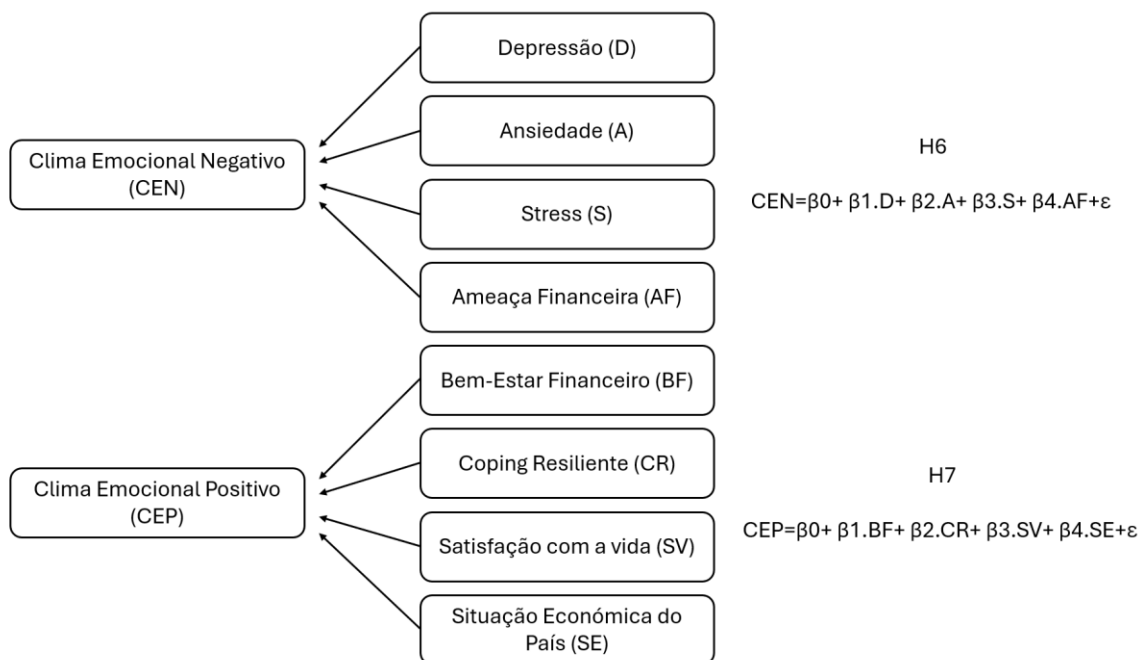 Depressão (D)
Ansiedade (A)
H6
Clima Emocional Negativo
(CEN)
Stress (S)
CEN=β0+ β1.D+ β2.A+ β3.S+ β4.AF+ε
Ameaça Financeira (AF)
Bem-Estar Financeiro (BF)
Coping Resiliente (CR)
H7
Clima Emocional Positivo
(CEP)
Satisfação com a vida (SV)
CEP=β0+ β1.BF+ β2.CR+ β3.SV+ β4.SE+ε
Situação Económica do
País (SE)